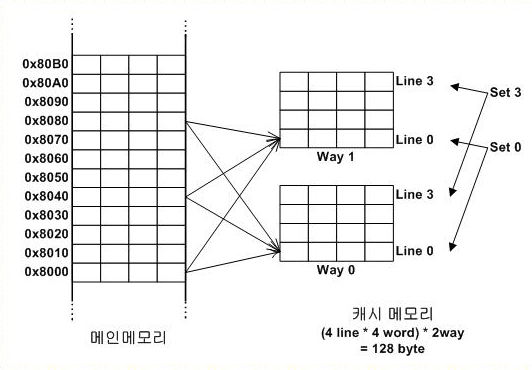 0x80B0
0x80A0
0x8090
0x8080
0x8070
0x8060
0x8050
0x8040
0x8030
0x8020
0x8010
0x8000
메인메모리
Line 3
Line 0
Way 1
Line 3
Line 0
Way 0
Set 3
Set 0
캐시 메모리
(4 line * 4 word) * 2way
= 128 byte